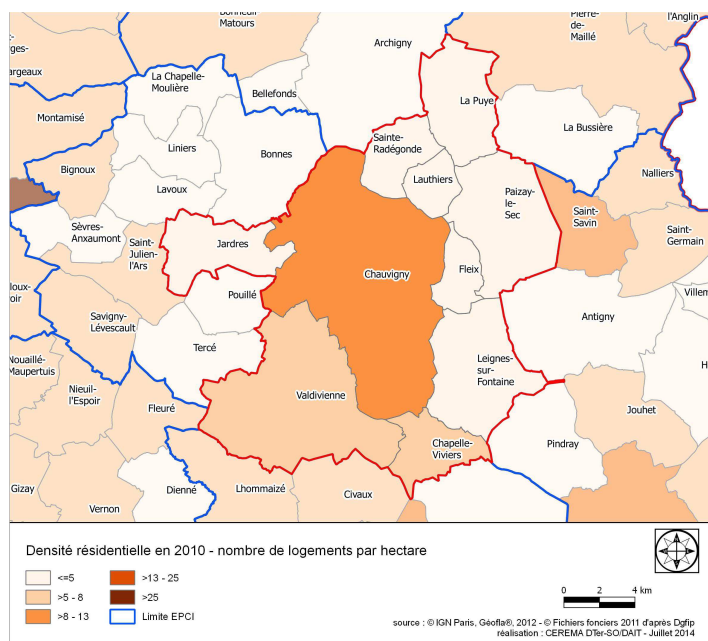 Bonneuil
Matours
Archigny
Pierre-
de-
Maillé
l'Anglin
rges-
argeaux
La Chapelle-
Moulière
Bellefonds
La Puye
Montamisé
La Bussière
Sainte-
Radégonde
Liniers
Bonnes
Bignoux
Lauthiers
Nalliers
Lavoux
Paizay-
le-
Sec
Saint-
Savin
Sèvres-
Anxaumont
Saint-
Julien-
l'Ars
Jardres
Saint-
Germain
Fleix
Chauvigny
loux-
oir
Pouillé
Villem
Savigny-
Lévescault
Antigny
Tercé
Leignes-
sur-
Fontaine
H
Nouaillé-
Maupertuis
Nieuil-
l'Espoir
Valdivienne
Fleuré
Jouhet
Chapelle-
Viviers
Pindray
Gizay
Dienné
Lhommaizé
Civaux
Vernon
Densité résidentielle en 2010 - nombre de logements par hectare
<=5
>5 - 8
>8 - 13
>13 - 25
>25
Limite EPCI
0 2 4 km
source : © IGN Paris, Géofla®, 2012 - © Fichiers fonciers 2011 d'après Dgfip
réalisation : CEREMA DTer-SO/DAIT - Juillet 2014